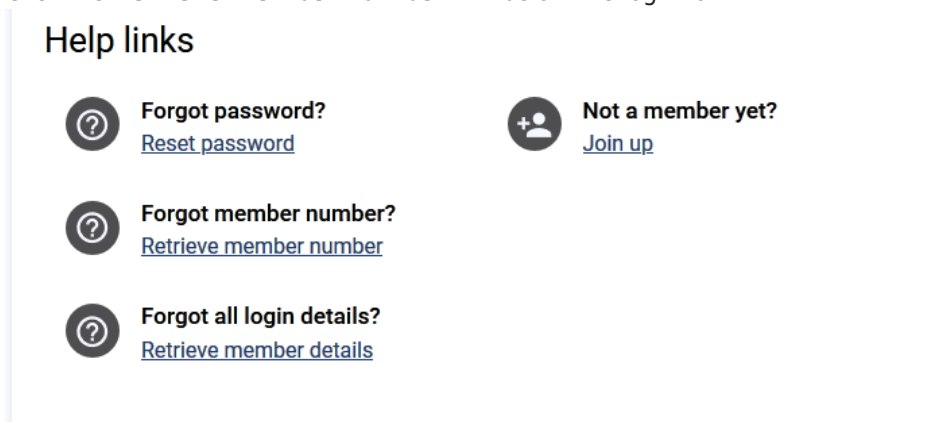 Help links
Forgot password?
Reset password
Not a member yet?
Join up
Forgot member number?
Retrieve member number
Forgot all login details?
Retrieve member details